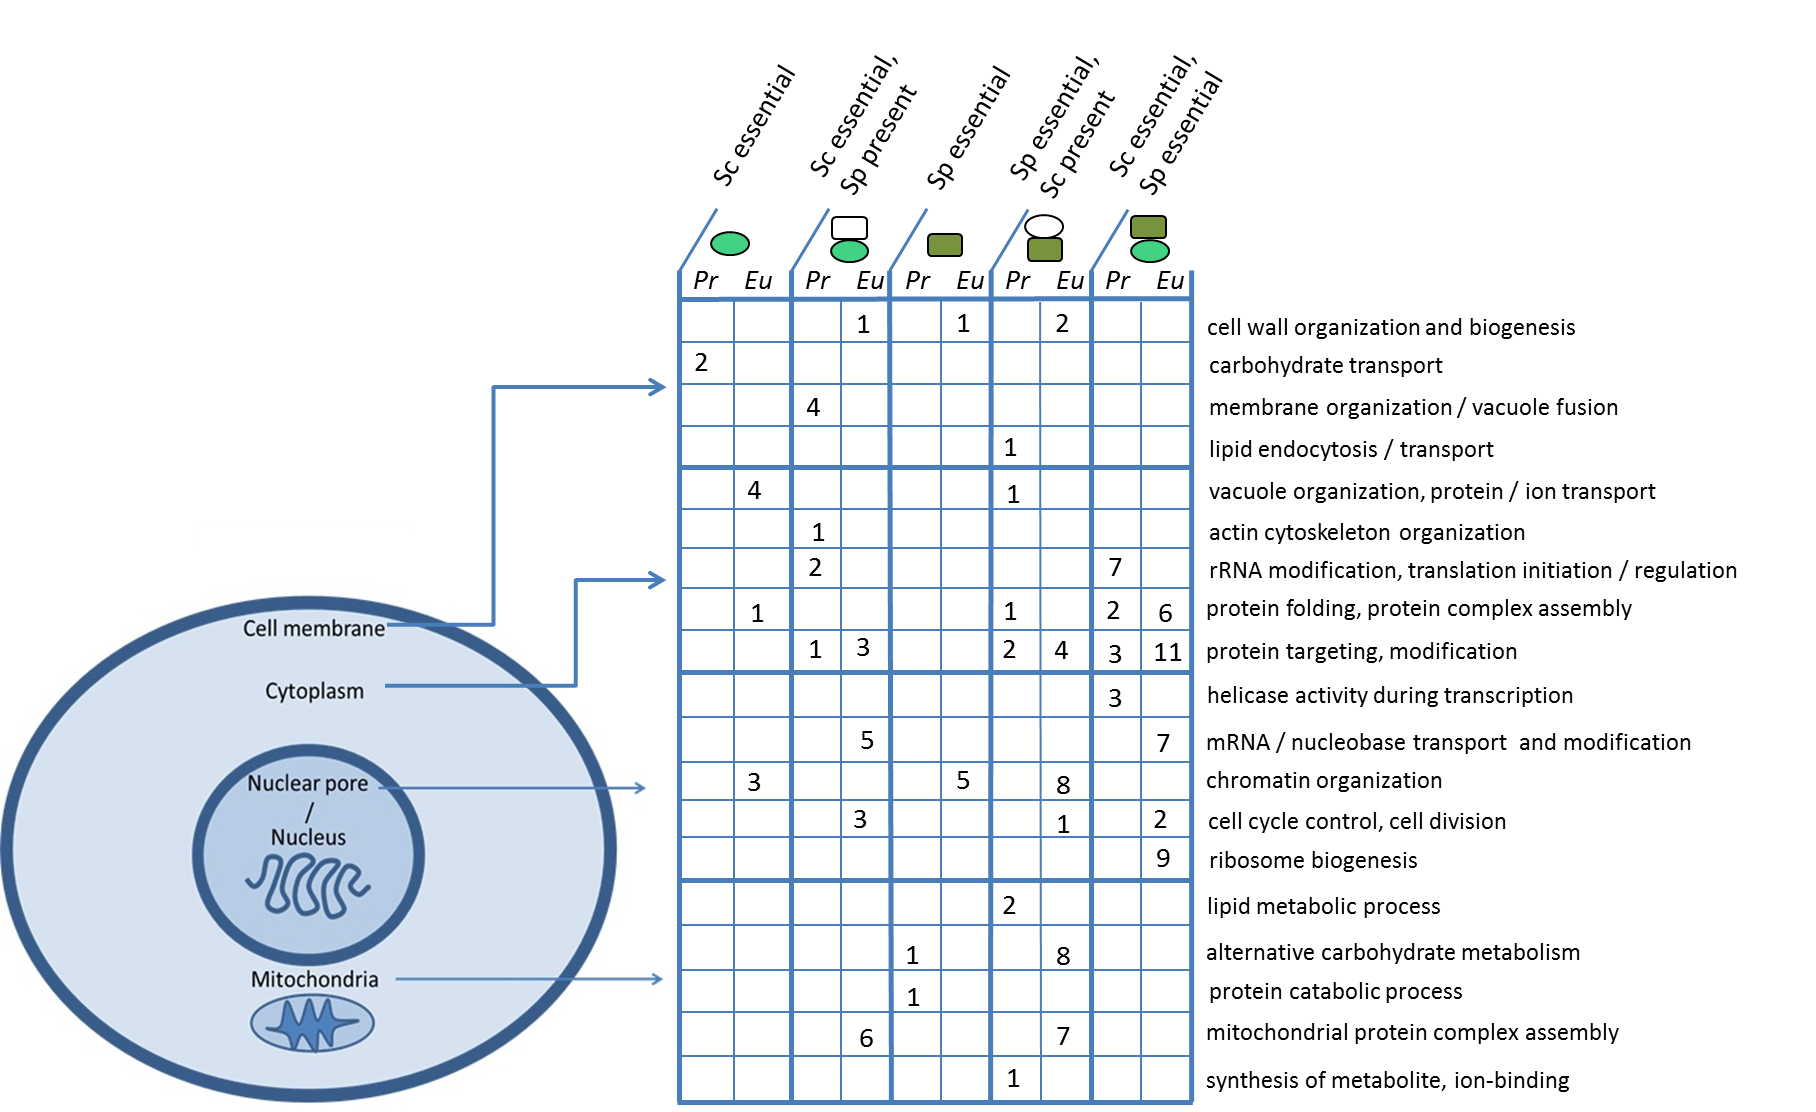 Sc essential
Sc essential,
Sp present
Sp essential
Sp essential,
Sc present
Sc essential,
Sp essential
Pr Eu Pr Eu Pr Eu Pr Eu Pr Eu
1 1 2 cell wall organization and biogenesis
2 carbohydrate transport
4 membrane organization / vacuole fusion
1 lipid endocytosis / transport
4 1 vacuole organization, protein / ion transport
1 actin cytoskeleton organization
2 7 rRNA modification, translation initiation / regulation
1 1 2 6 protein folding, protein complex assembly
1 3 2 4 3 11 protein targeting, modification
3 helicase activity during transcription
5 7 mRNA / nucleobase transport and modification
3 5 8 chromatin organization
3 1 2 cell cycle control, cell division
9 ribosome biogenesis
2 lipid metabolic process
1 8 alternative carbohydrate metabolism
1 protein catabolic process
6 7 mitochondrial protein complex assembly
1 synthesis of metabolite, ion-binding
Cell membrane
Cytoplasm
Nuclear pore
/
Nucleus
Mitochondria